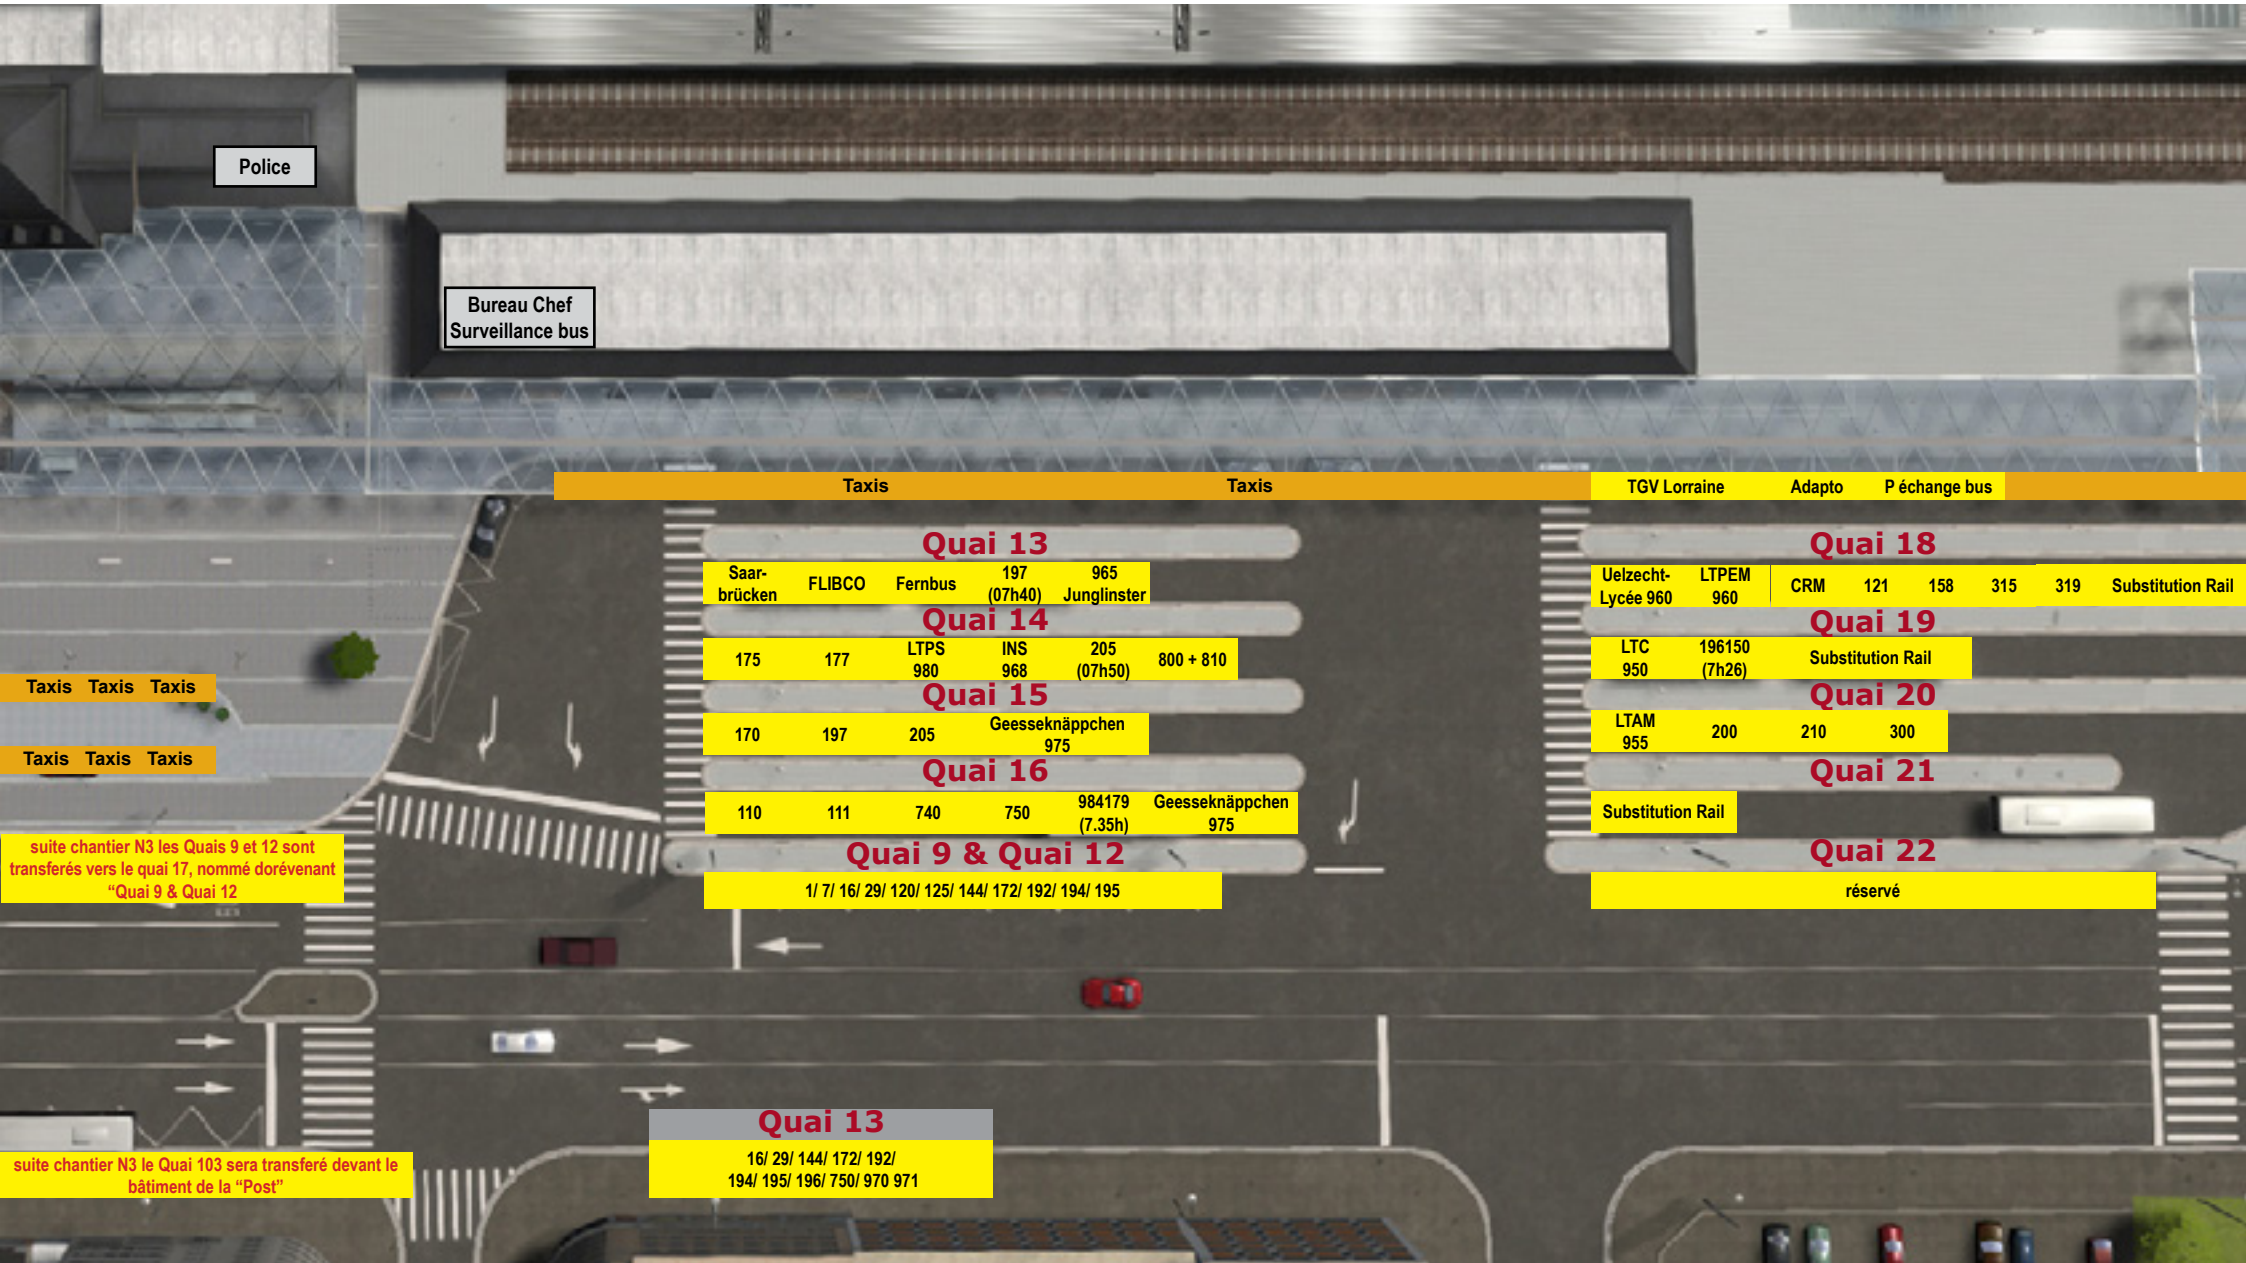 Police
Bureau Chef
Surveillance bus
Taxis
Taxis
TGV Lorraine Adapto P échange bus
Quai 13
Saar-
brücken
FLIBCO
Fernbus
197
(07h40)
965
Junglinster
Quai 14
175
177
LTPS
980
INS
968
205
(07h50)
800 + 810
Quai 15
170
197
205
Geesseknäppchen
975
Quai 16
110
111
740
750
984179
(7.35h)
Geesseknäppchen
975
Quai 9 & Quai 12
1/ 7/ 16/ 29/ 120/ 125/ 144/ 172/ 192/ 194/ 195
Quai 18
Uelzecht-
Lycée 960
LTPEM
960
CRM
121
158
315
319
Substitution Rail
Quai 19
LTC
950
196150
(7h26)
Substitution Rail
Quai 20
LTAM
955
200
210
300
Quai 21
Substitution Rail
Quai 22
réservé
Taxis Taxis Taxis
Taxis Taxis Taxis
suite chantier N3 les Quais 9 et 12 sont
transferés vers le quai 17, nommé dorévenant
“Quai 9 & Quai 12
Quai 13
16/ 29/ 144/ 172/ 192/
194/ 195/ 196/ 750/ 970 971
suite chantier N3 le Quai 103 sera transferé devant le
bâtiment de la “Post”